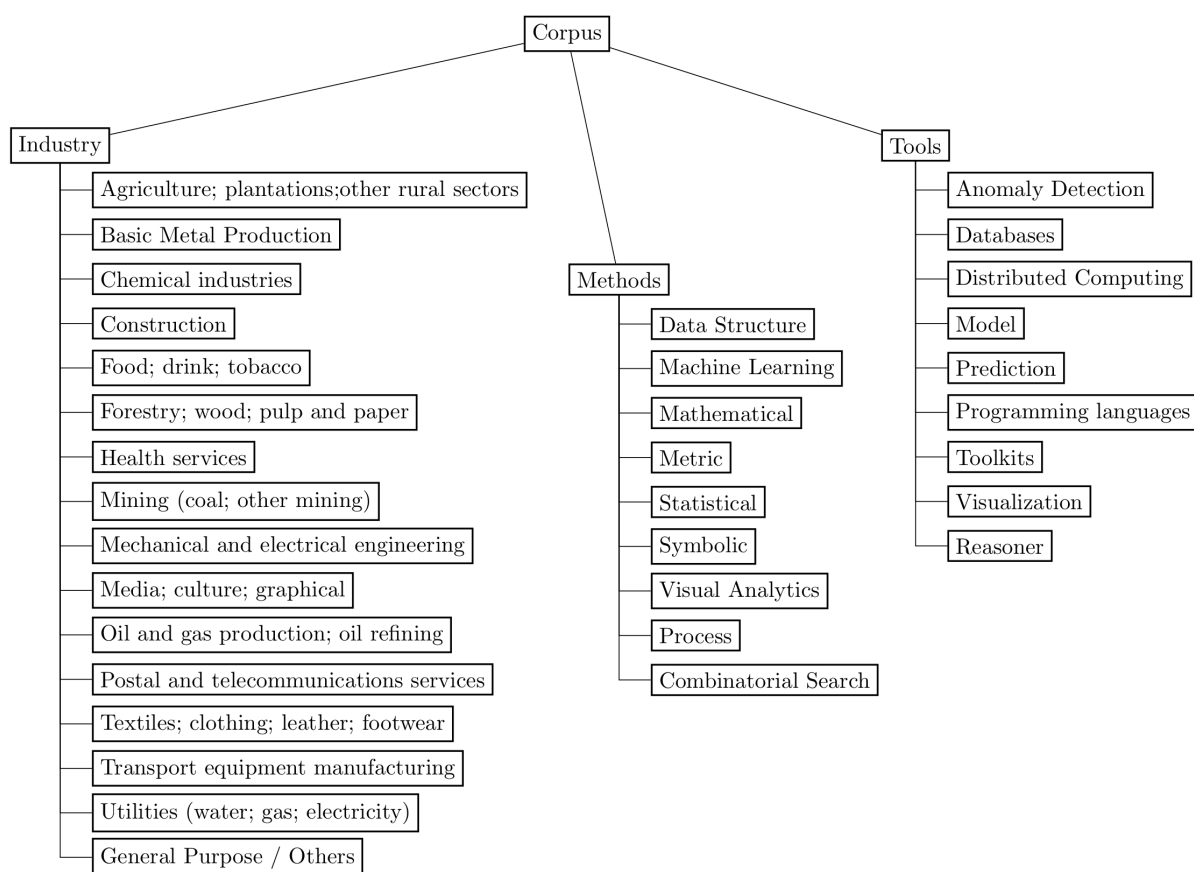 Corpus
Industry
Agriculture; plantations;other rural sectors
Basic Metal Production
Chemical industries
Construction
Food; drink; tobacco
Forestry; wood; pulp and paper
Health services
Mining (coal; other mining)
Mechanical and electrical engineering
Media; culture; graphical
Oil and gas production; oil refining
Postal and telecommunications services
Textiles; clothing; leather; footwear
Transport equipment manufacturing
Utilities (water; gas; electricity)
General Purpose / Others
Methods
Data Structure
Machine Learning
Mathematical
Metric
Statistical
Symbolic
Visual Analytics
Process
Combinatorial Search
Tools
Anomaly Detection
Databases
Distributed Computing
Model
Prediction
Programming languages
Toolkits
Visualization
Reasoner